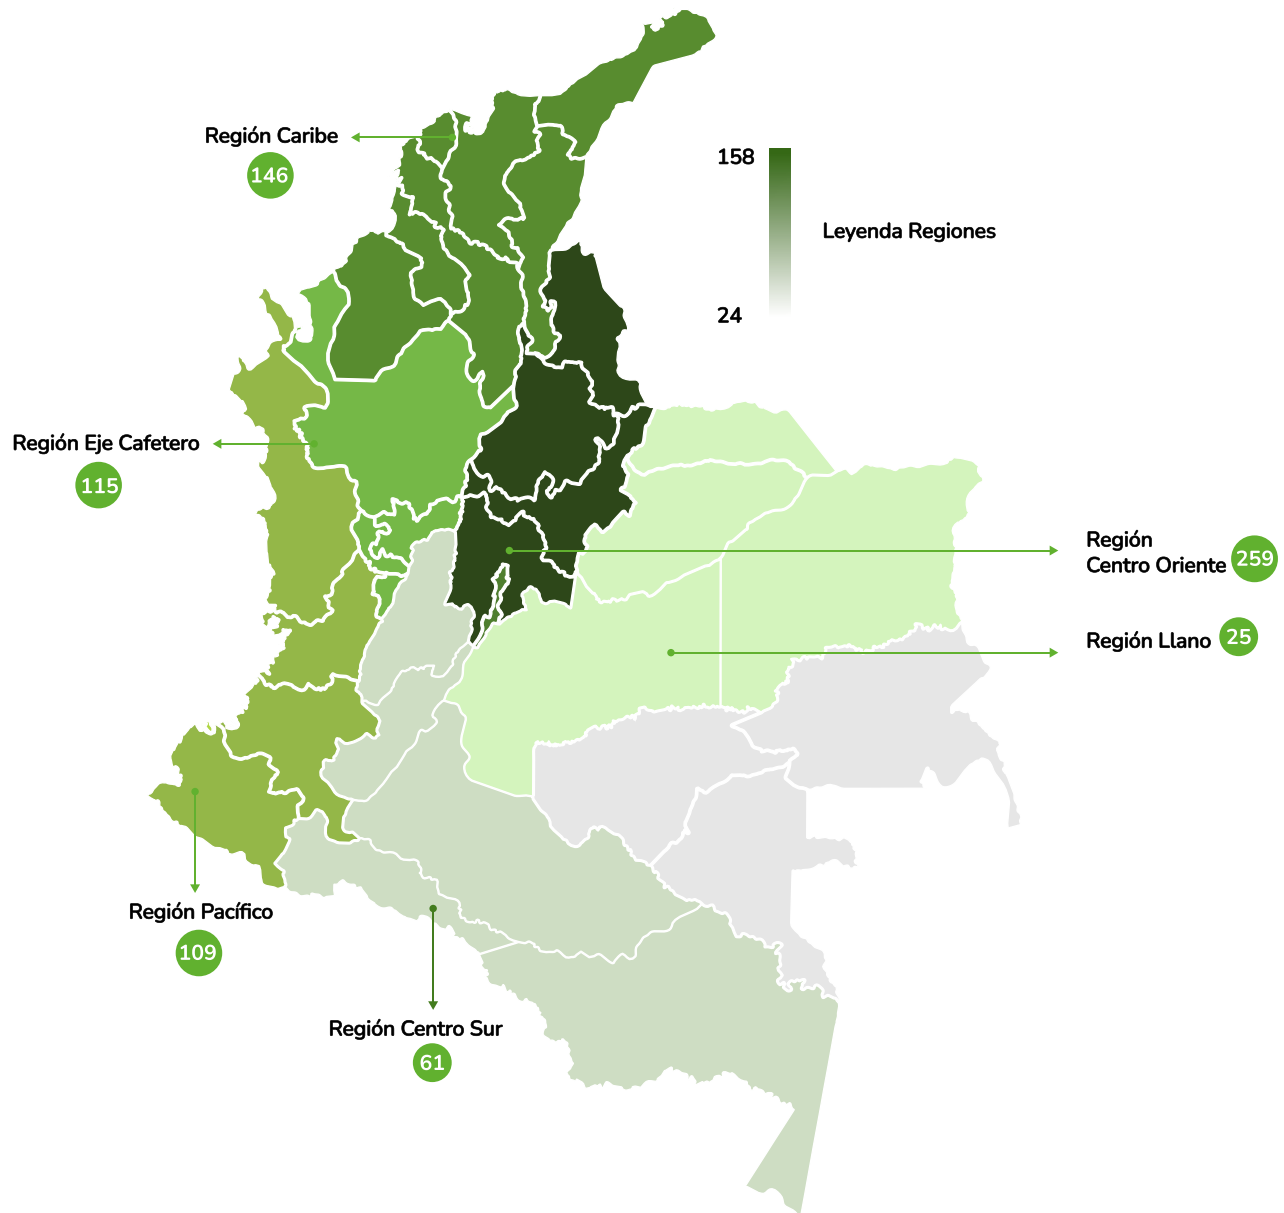 Región Caribe
146
158
Leyenda Regiones
24
Región Eje Cafetero
115
Región
Centro Oriente
259
Región Llano
25
Región Pacífico
109
Región Centro Sur
61